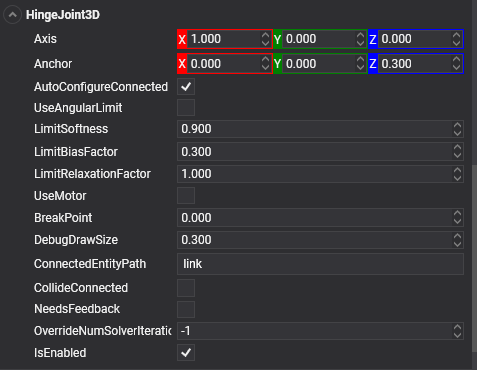 HingeJoint3D
Axis X 1.000 Y 0.000 Z 0.000
Anchor X 0.000 Y 0.000 Z 0.300
AutoConfigureConnected
UseAngularLimit
LimitSoftness 0.900
LimitBiasFactor 0.300
LimitRelaxationFactor 1.000
UseMotor
BreakPoint 0.000
DebugDrawSize 0.300
ConnectedEntityPath link
CollideConnected
NeedsFeedback
OverrideNumSolverIteratic -1
IsEnabled